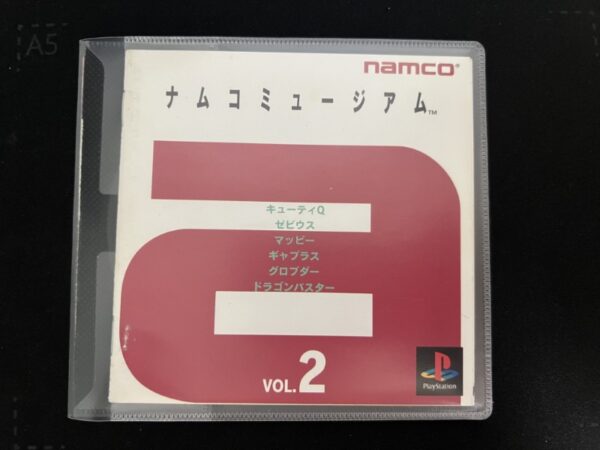 A5
namco®
ナムコミュージアム™
キューティQ
ゼビウス
マッピー
ギャプラス
グロブダー
ドラゴンバスター
VOL.2
PlayStation